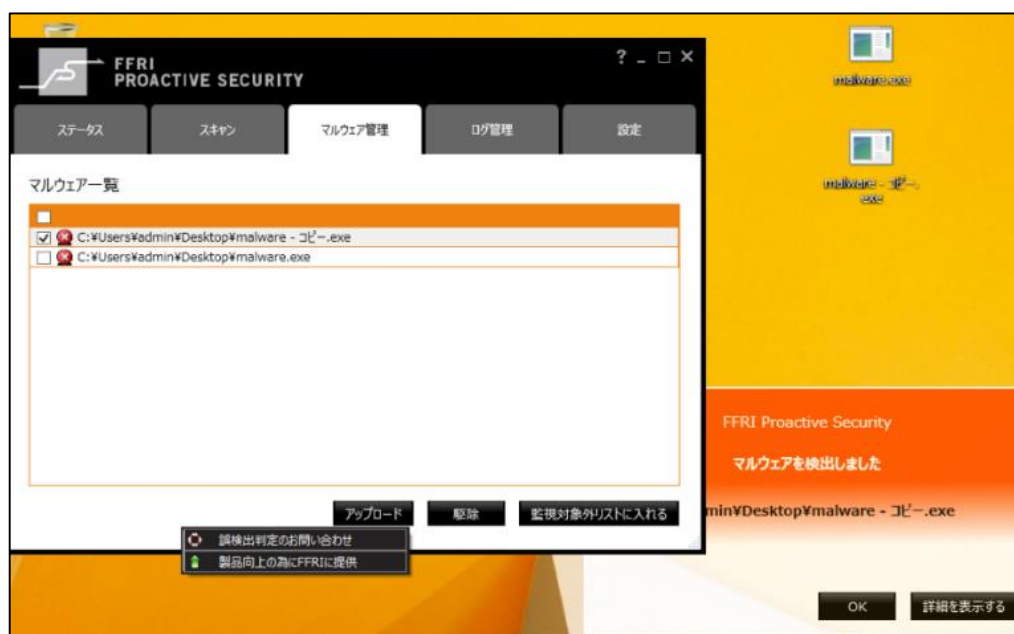 FFRI
PROACTIVE SECURITY
? _ □ ×
ステータス
スキャン
マルウェア管理
ログ管理
設定
マルウェア一覧
C:¥Users¥admin¥Desktop¥malware - コピー.exe
C:¥Users¥admin¥Desktop¥malware.exe
アップロード
駆除
監視対象外リストに入れる
誤検出判定のお問い合わせ
製品向上の為にFFRIに提供
malware.exe
malware - コピー.
exe
FFRI Proactive Security
マルウェアを検出しました
min¥Desktop¥malware - コピー.exe
OK
詳細を表示する